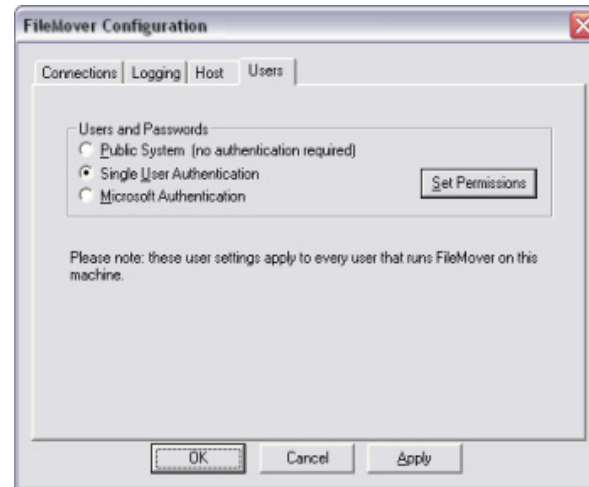 FileMover Configuration
Connections Logging Host Users
Users and Passwords
Public System (no authentication required)
Single User Authentication
Microsoft Authentication
Set Permissions
Please note: these user settings apply to every user that runs FileMover on this
machine.
OK Cancel Apply